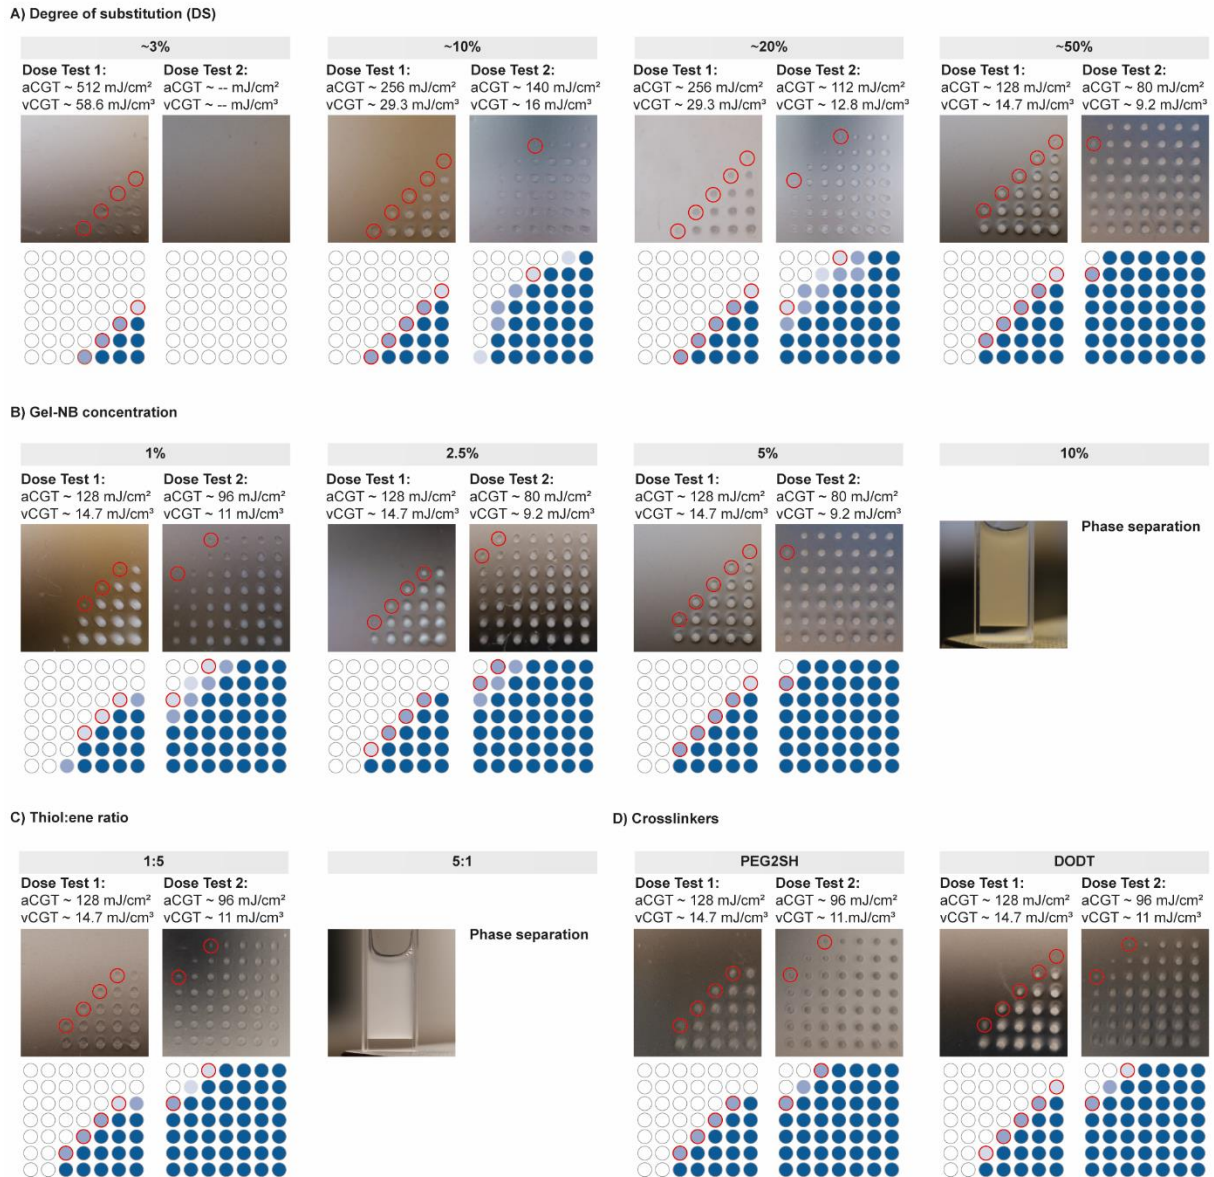 A) Degree of substitution (DS)
~3%
~10%
~20%
~50%
Dose Test 1:
aCGT ~ 512 mJ/cm²
vCGT ~ 58.6 mJ/cm³
Dose Test 2:
aCGT ~ -- mJ/cm²
vCGT ~ -- mJ/cm³
Dose Test 1:
aCGT ~ 256 mJ/cm²
vCGT ~ 29.3 mJ/cm³
Dose Test 2:
aCGT ~ 140 mJ/cm²
vCGT ~ 16 mJ/cm³
Dose Test 1:
aCGT ~ 256 mJ/cm²
vCGT ~ 29.3 mJ/cm³
Dose Test 2:
aCGT ~ 112 mJ/cm²
vCGT ~ 12.8 mJ/cm³
Dose Test 1:
aCGT ~ 128 mJ/cm²
vCGT ~ 14.7 mJ/cm³
Dose Test 2:
aCGT ~ 80 mJ/cm²
vCGT ~ 9.2 mJ/cm³
B) Gel-NB concentration
1%
2.5%
5%
10%
Dose Test 1:
aCGT ~ 128 mJ/cm²
vCGT ~ 14.7 mJ/cm³
Dose Test 2:
aCGT ~ 96 mJ/cm²
vCGT ~ 11 mJ/cm³
Dose Test 1:
aCGT ~ 128 mJ/cm²
vCGT ~ 14.7 mJ/cm³
Dose Test 2:
aCGT ~ 80 mJ/cm²
vCGT ~ 9.2 mJ/cm³
Dose Test 1:
aCGT ~ 128 mJ/cm²
vCGT ~ 14.7 mJ/cm³
Dose Test 2:
aCGT ~ 80 mJ/cm²
vCGT ~ 9.2 mJ/cm³
Phase separation
C) Thiol:ene ratio
1:5
5:1
Dose Test 1:
aCGT ~ 128 mJ/cm²
vCGT ~ 14.7 mJ/cm³
Dose Test 2:
aCGT ~ 96 mJ/cm²
vCGT ~ 11 mJ/cm³
Phase separation
D) Crosslinkers
PEG2SH
DODT
Dose Test 1:
aCGT ~ 128 mJ/cm²
vCGT ~ 14.7 mJ/cm³
Dose Test 2:
aCGT ~ 96 mJ/cm²
vCGT ~ 11.mJ/cm³
Dose Test 1:
aCGT ~ 128 mJ/cm²
vCGT ~ 14.7 mJ/cm³
Dose Test 2:
aCGT ~ 96 mJ/cm²
vCGT ~ 11 mJ/cm³